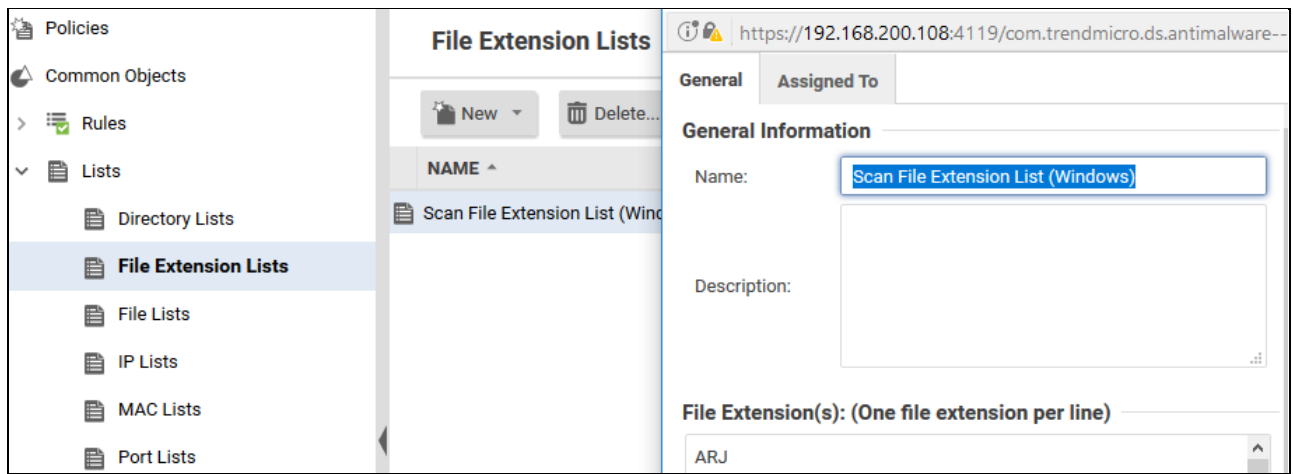 Policies
Common Objects
Rules
Lists
Directory Lists
File Extension Lists
File Lists
IP Lists
MAC Lists
Port Lists
File Extension Lists
New
Delete...
NAME
Scan File Extension List (Wind
https://192.168.200.108:4119/com.trendmicro.ds.antimalware--
General Assigned To
General Information
Name: Scan File Extension List (Windows)
Description:
File Extension(s): (One file extension per line)
ARJ